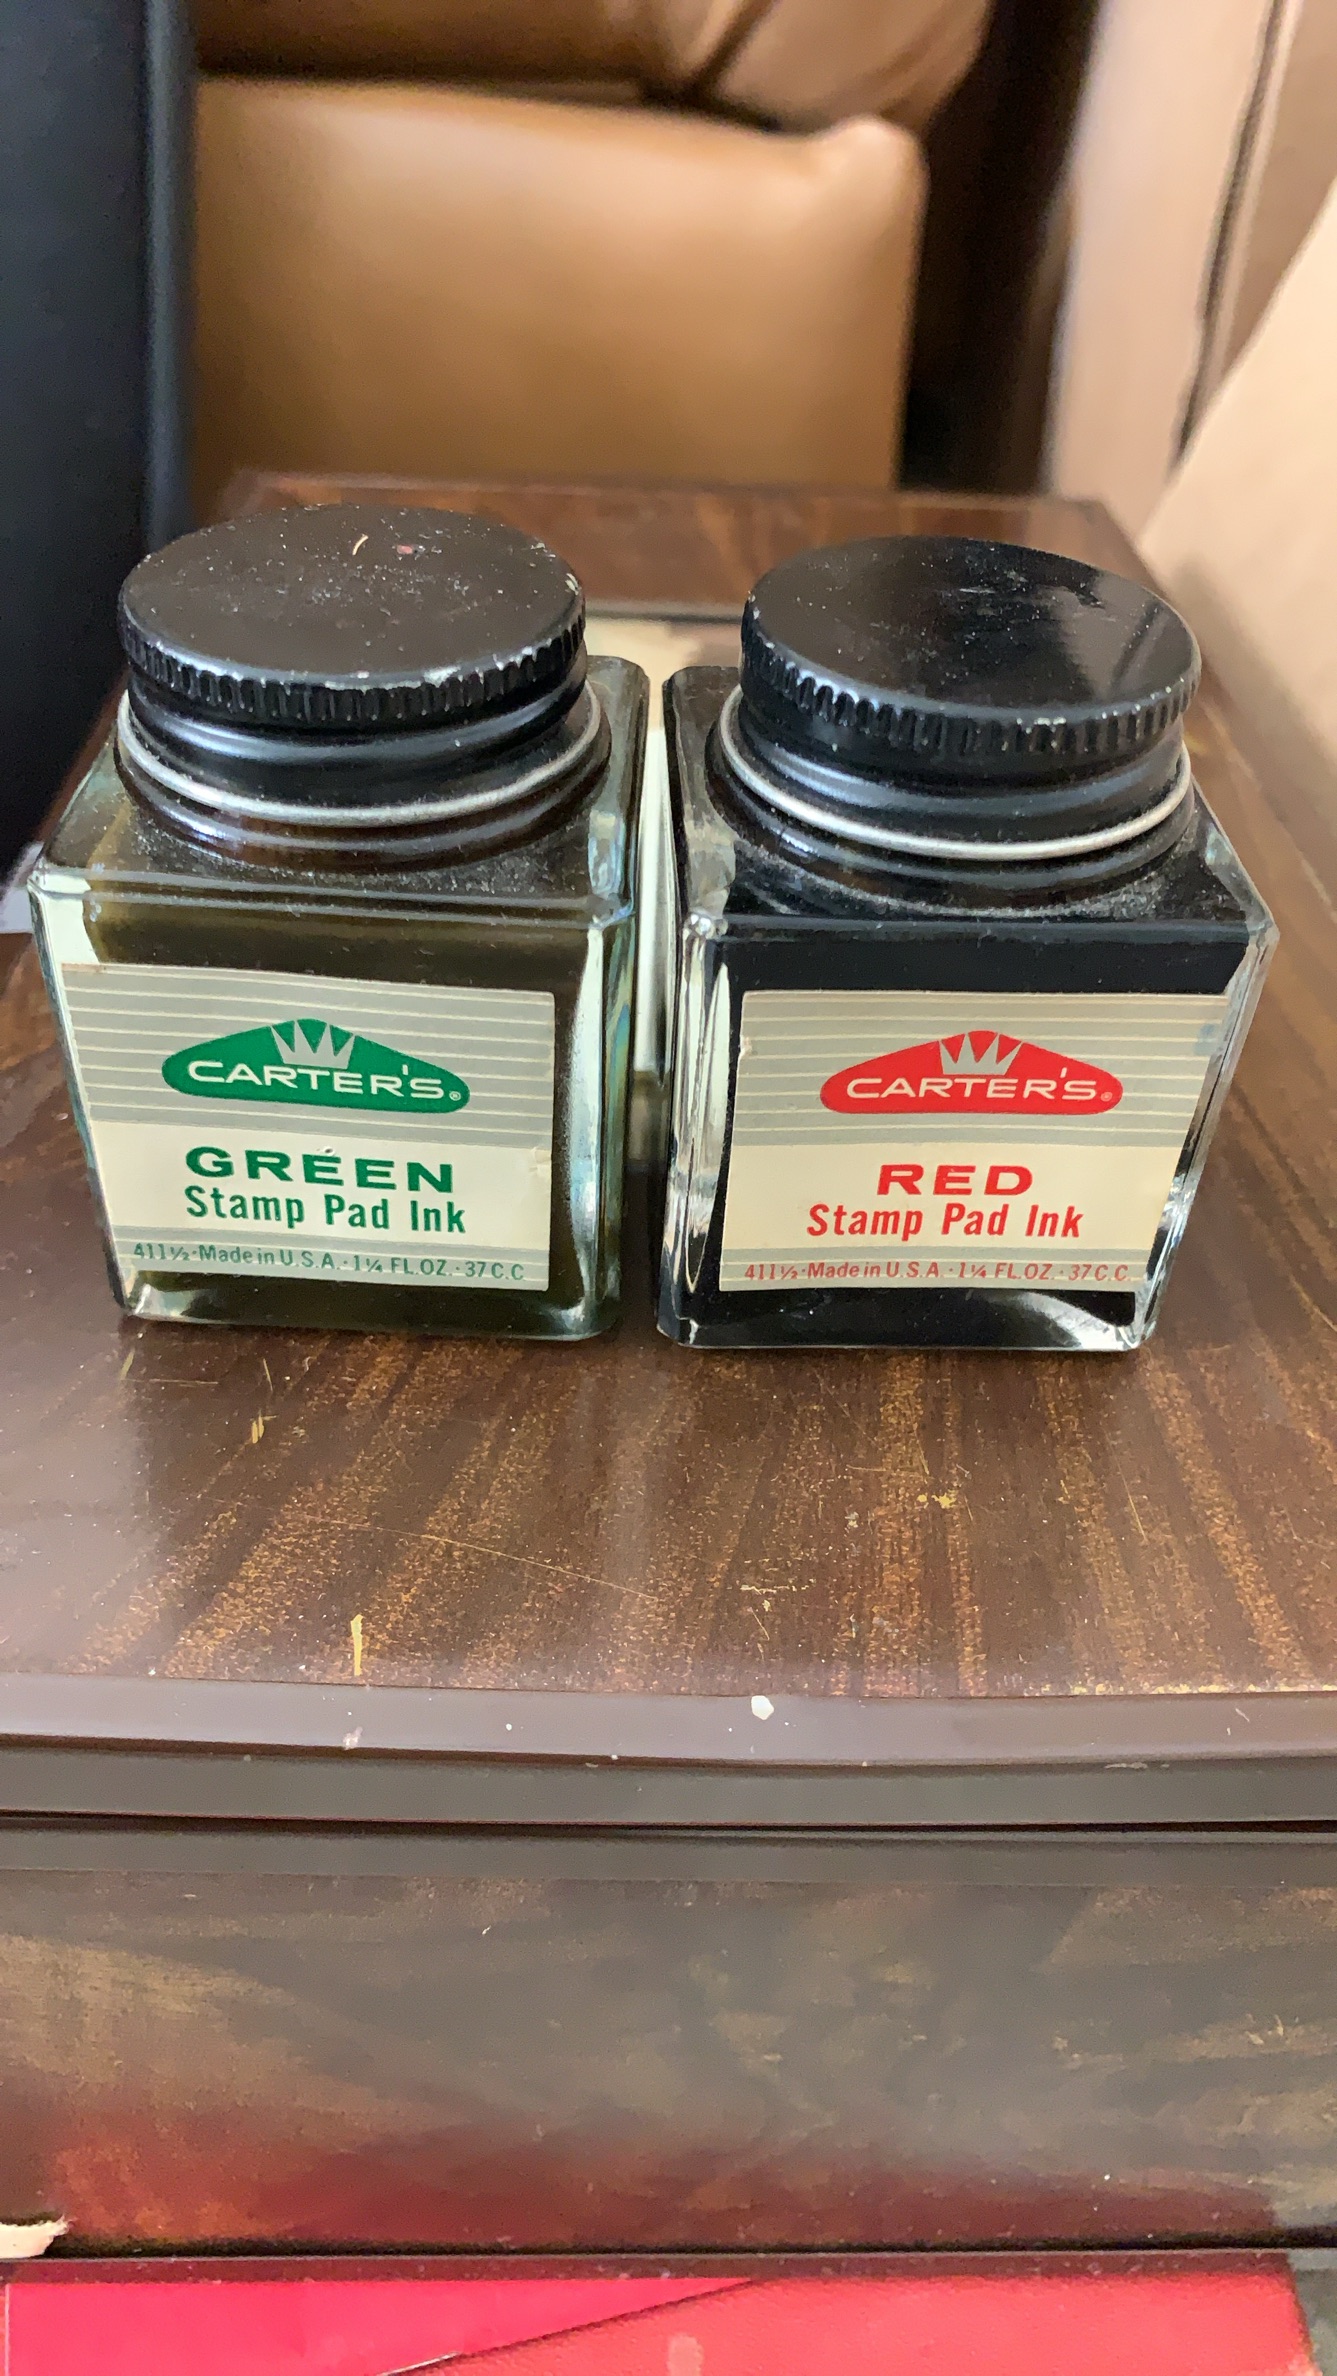 CARTER'S®
GREEN
Stamp Pad Ink
411½·Made in U.S.A.·1¼ FL.OZ.·37 C.C
CARTER'S®
RED
Stamp Pad Ink
411½·Made in U.S.A·1¼ FL.OZ.·37 C.C.